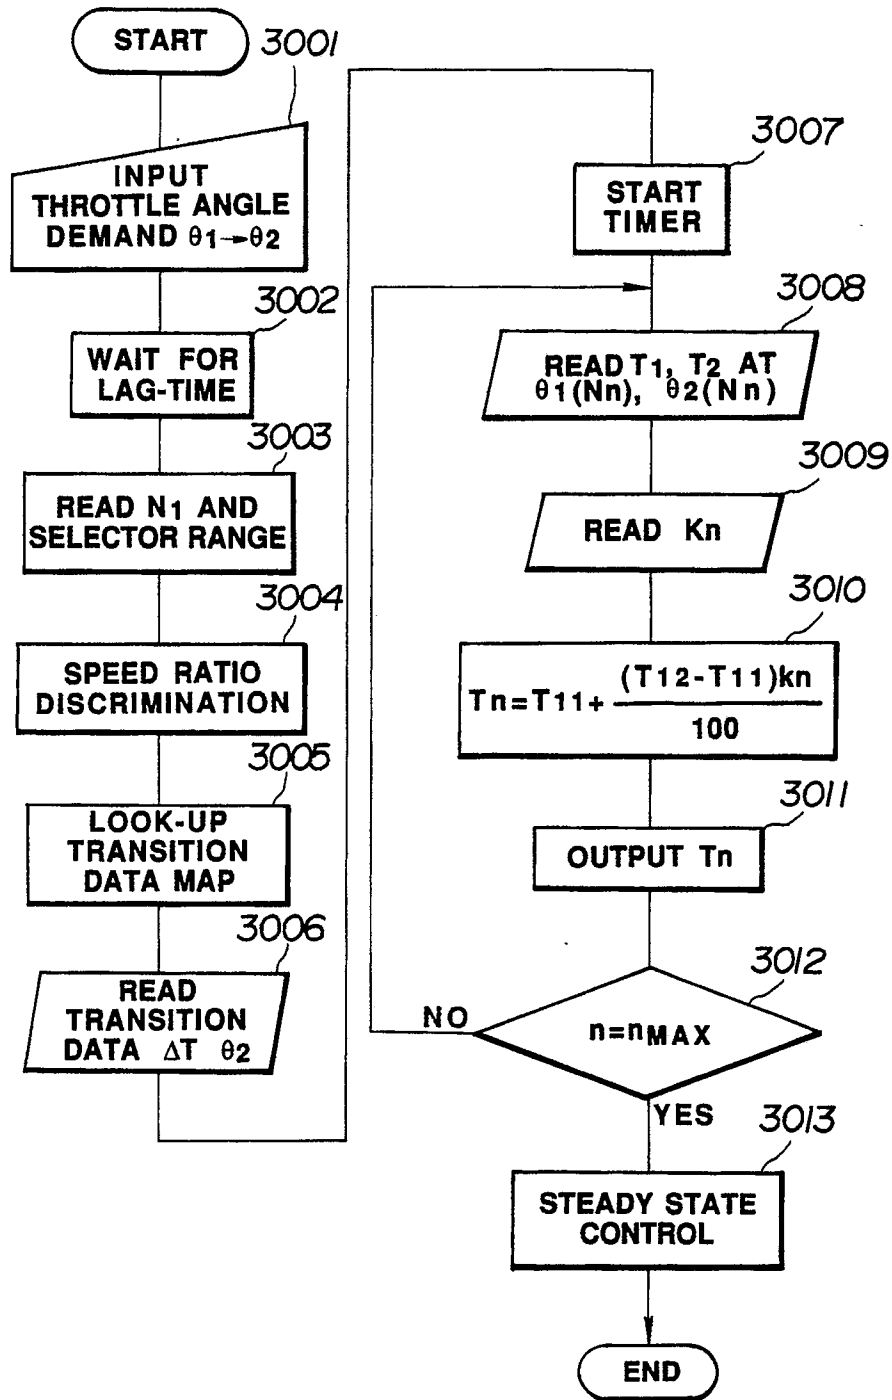 START
3001
INPUT
THROTTLE ANGLE
DEMAND θ1→θ2
3002
WAIT FOR
LAG-TIME
3003
READ N1 AND
SELECTOR RANGE
3004
SPEED RATIO
DISCRIMINATION
3005
LOOK-UP
TRANSITION
DATA MAP
3006
READ
TRANSITION
DATA ΔT θ2
3007
START
TIMER
3008
READ T1, T2 AT
θ1(Nn), θ2(Nn)
3009
READ Kn
3010
Tn=T11+ (T12-T11)kn
100
3011
OUTPUT Tn
3012
n=nMAX
NO
YES
3013
STEADY STATE
CONTROL
END